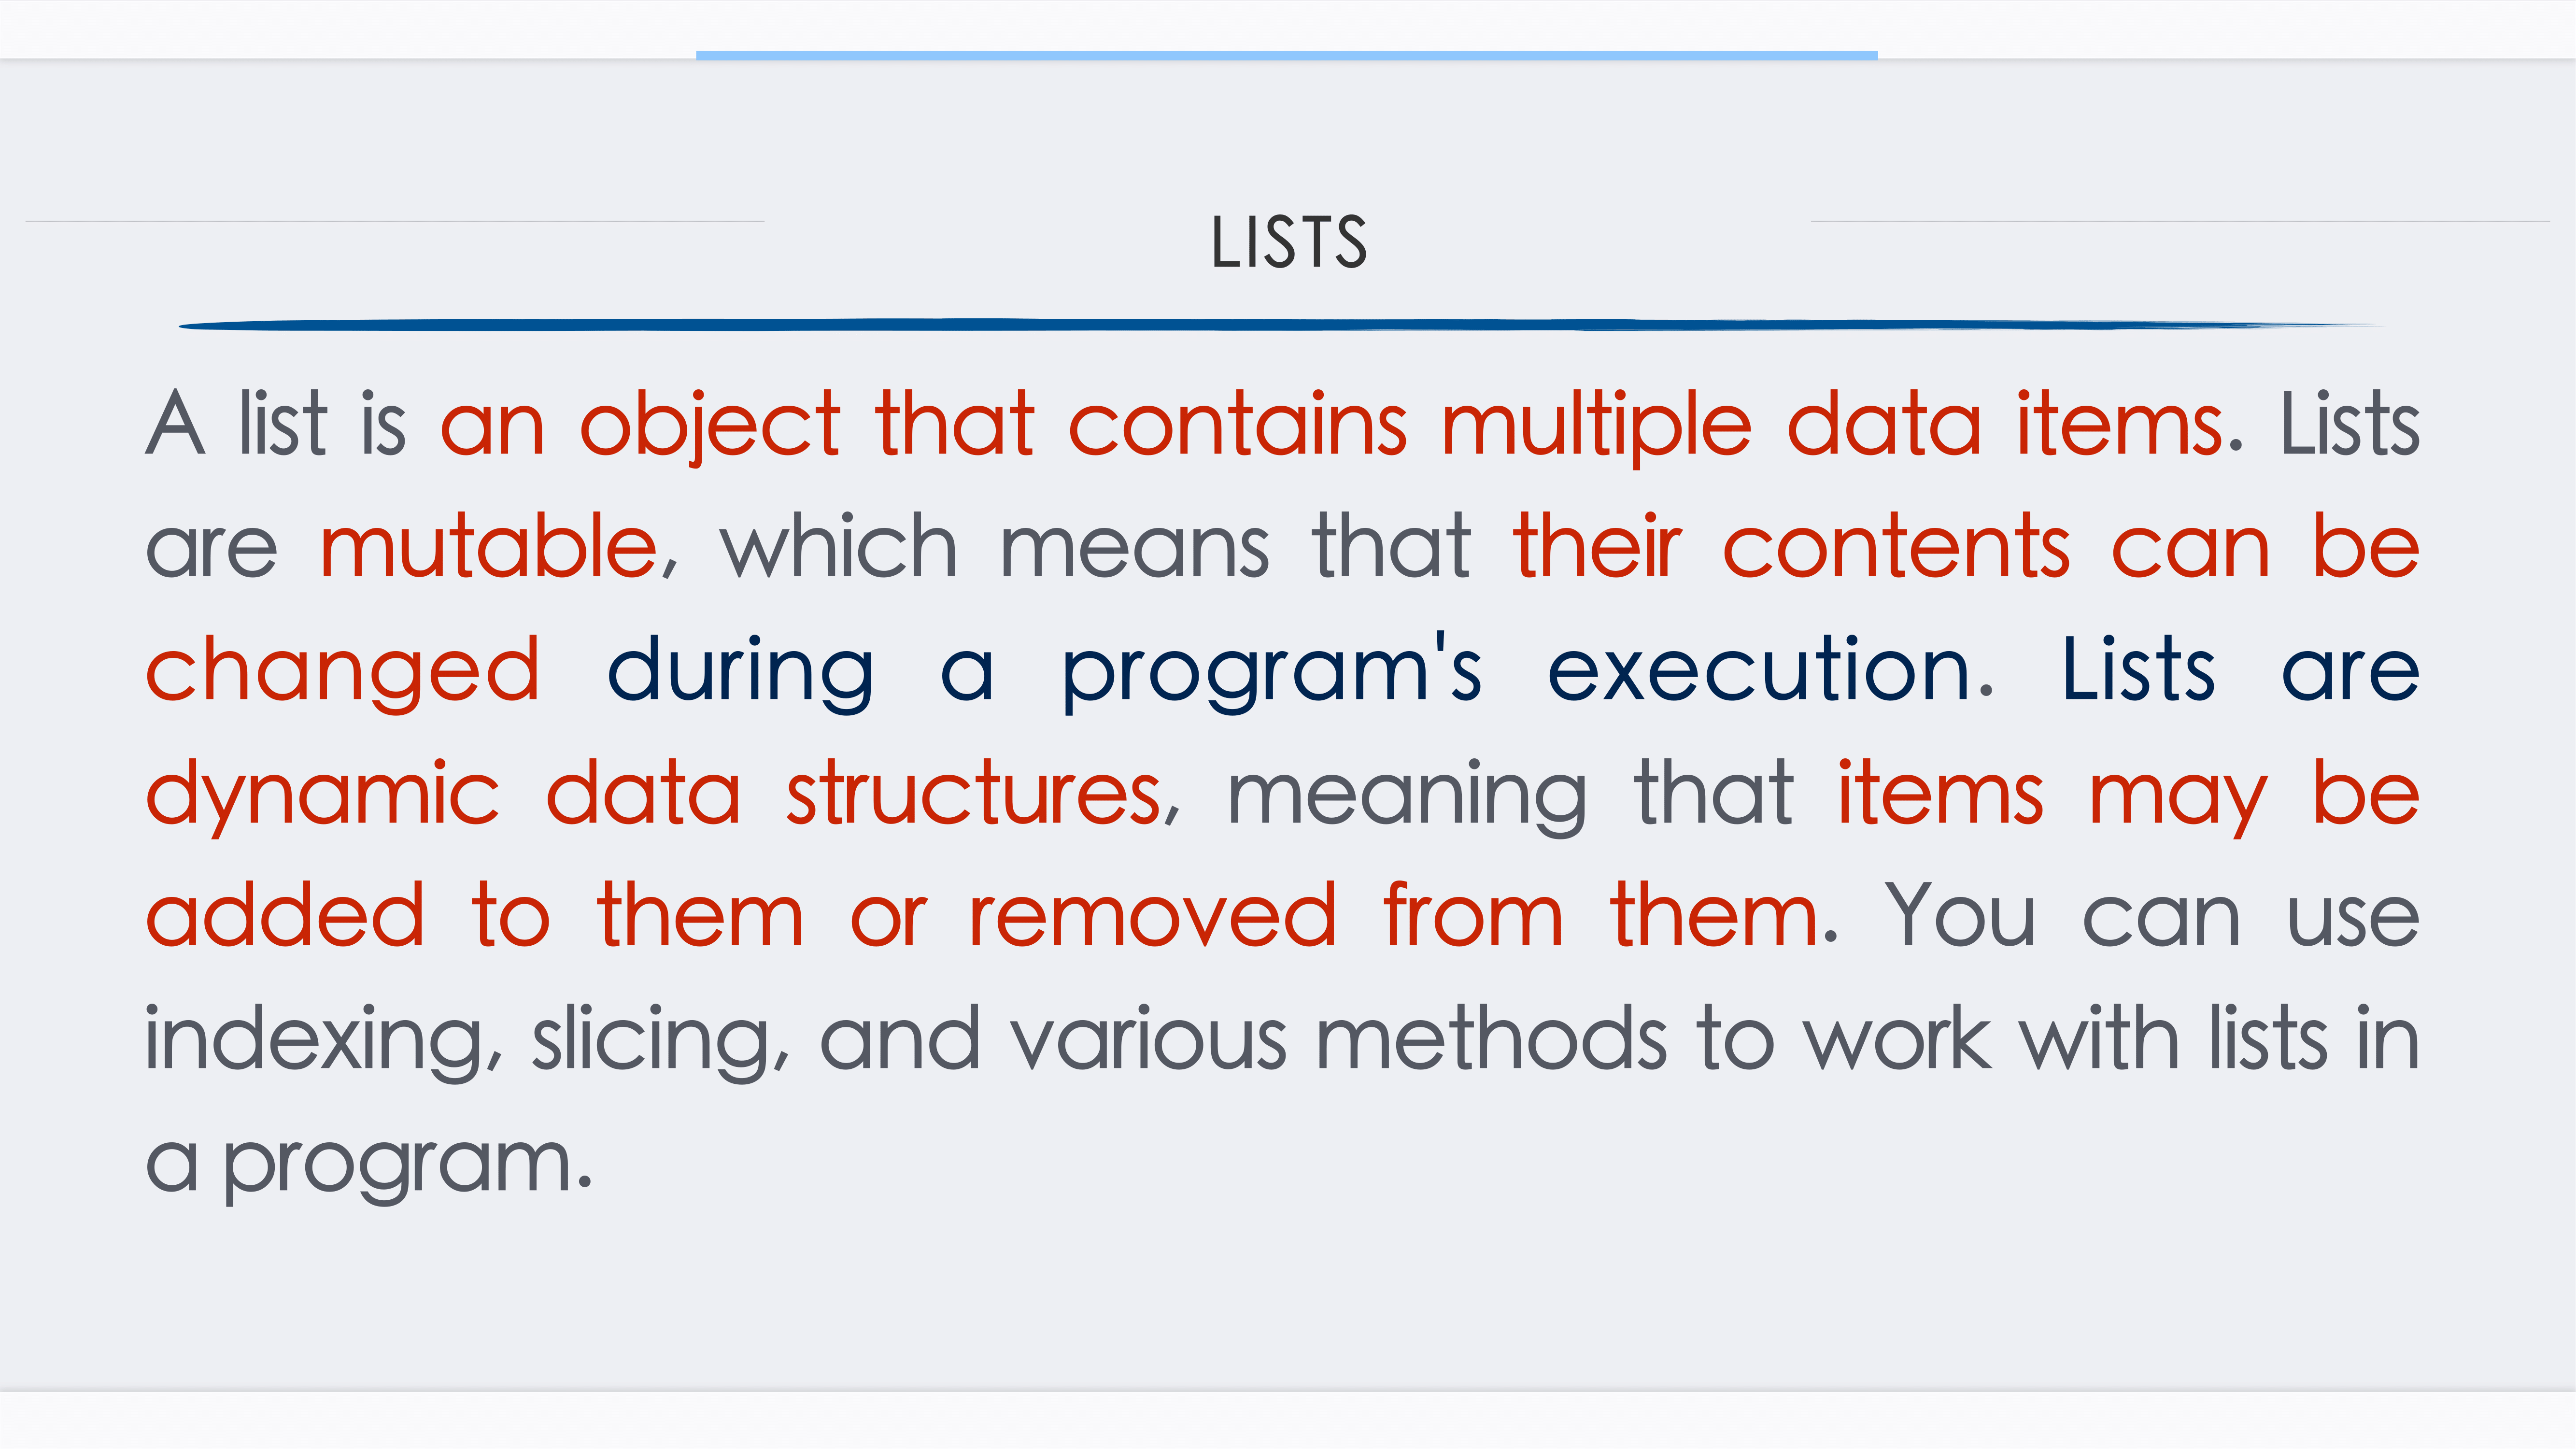 LISTS
A list is an object that contains multiple data items. Lists
are mutable, which means that their contents can be
changed during a program's execution. Lists are
dynamic data structures, meaning that items may be
added to them or removed from them. You can use
indexing, slicing, and various methods to work with lists in
a program.